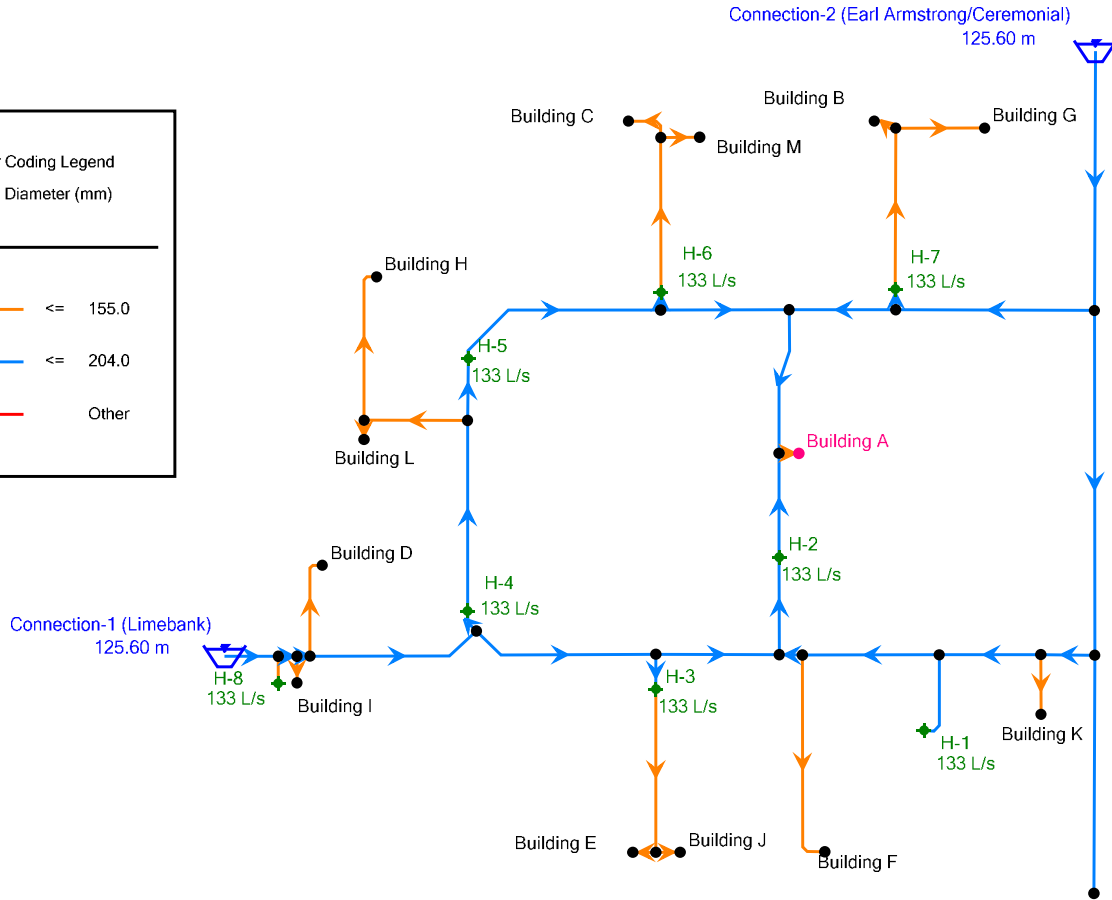 Connection-2 (Earl Armstrong/Ceremonial)
125.60 m
Building B
Building C
Building G
Building M
Coding Legend
Diameter (mm)
H-6
133 L/s
H-7
133 L/s
Building H
<= 155.0
H-5
133 L/s
<= 204.0
Other
Building A
Building L
H-2
133 L/s
Building D
H-4
133 L/s
Connection-1 (Limebank)
125.60 m
H-8
133 L/s
H-3
133 L/s
Building I
Building K
H-1
133 L/s
Building E
Building J
Building F